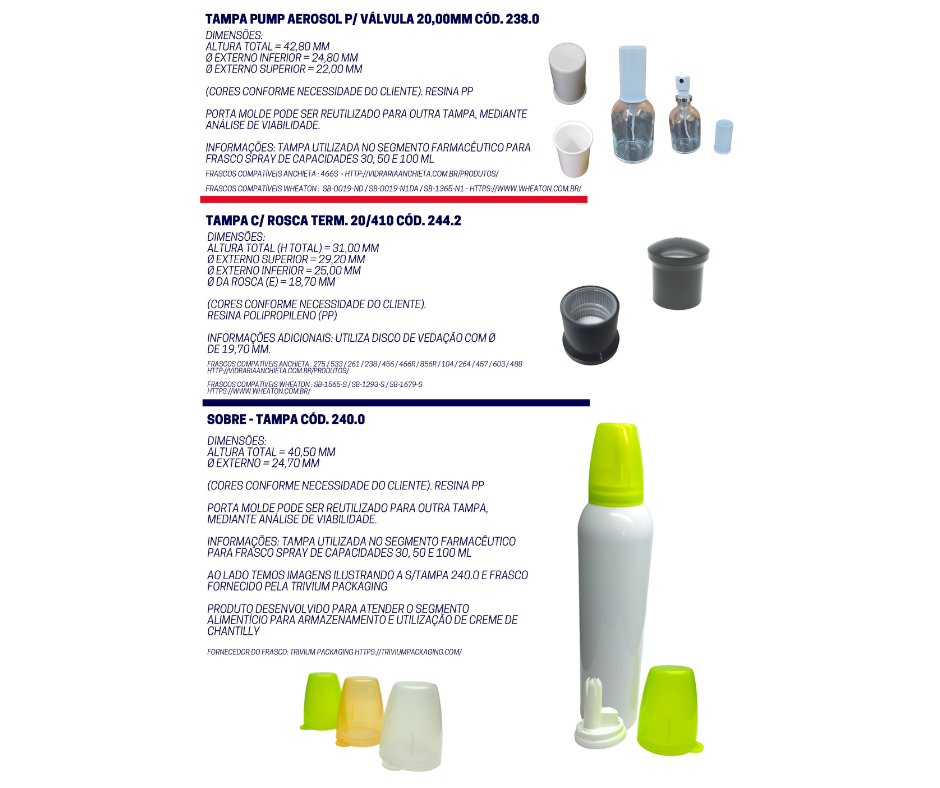 TAMPA PUMP AEROSOL P/ VÁLVULA 20,00MM CÓD. 238.0
DIMENSÕES:
ALTURA TOTAL = 42,80 MM
Ø EXTERNO INFERIOR = 24,80 MM
Ø EXTERNO SUPERIOR = 22,00 MM
(CORES CONFORME NECESSIDADE DO CLIENTE). RESINA PP
PORTA MOLDE PODE SER REUTILIZADO PARA OUTRA TAMPA, MEDIANTE
ANÁLISE DE VIABILIDADE.
INFORMAÇÕES: TAMPA UTILIZADA NO SEGMENTO FARMACÊUTICO PARA
FRASCO SPRAY DE CAPACIDADES 30, 50 E 100 ML
FRASCOS COMPATÍVEIS ANCHIETA : 466S - HTTP://VIDRARIAANCHIETA.COM.BR/PRODUTOS/
FRASCOS COMPATÍVEIS WHEATON : SB-0019-ND / SB-0019-N1DA / SB-1365-N1 - HTTPS://WWW.WHEATON.COM.BR/
TAMPA C/ ROSCA TERM. 20/410 CÓD. 244.2
DIMENSÕES:
ALTURA TOTAL (H TOTAL) = 31,00 MM
Ø EXTERNO SUPERIOR = 29,20 MM
Ø EXTERNO INFERIOR = 25,00 MM
Ø DA ROSCA (E) = 18,70 MM
(CORES CONFORME NECESSIDADE DO CLIENTE).
RESINA POLIPROPILENO (PP)
INFORMAÇÕES ADICIONAIS: UTILIZA DISCO DE VEDAÇÃO COM Ø
DE 19,70 MM.
FRASCOS COMPATÍVEIS ANCHIETA : 275 / 533 / 261 / 238 / 456 / 466R / 856R / 104 / 264 / 457 / 603 / 488
HTTP://VIDRARIAANCHIETA.COM.BR/PRODUTOS/
FRASCOS COMPATÍVEIS WHEATON : SB-1565-S / SB-1293-S / SB-1679-S
HTTPS://WWW.WHEATON.COM.BR/
SOBRE - TAMPA CÓD. 240.0
DIMENSÕES:
ALTURA TOTAL = 40,50 MM
Ø EXTERNO = 24,70 MM
(CORES CONFORME NECESSIDADE DO CLIENTE). RESINA PP
PORTA MOLDE PODE SER REUTILIZADO PARA OUTRA TAMPA,
MEDIANTE ANÁLISE DE VIABILIDADE.
INFORMAÇÕES: TAMPA UTILIZADA NO SEGMENTO FARMACÊUTICO
PARA FRASCO SPRAY DE CAPACIDADES 30, 50 E 100 ML
AO LADO TEMOS IMAGENS ILUSTRANDO A S/TAMPA 240.0 E FRASCO
FORNECIDO PELA TRIVIUM PACKAGING
PRODUTO DESENVOLVIDO PARA ATENDER O SEGMENTO
ALIMENTÍCIO PARA ARMAZENAMENTO E UTILIZAÇÃO DE CREME DE
CHANTILLY
FORNECEDOR DO FRASCO: TRIVIUM PACKAGING HTTPS://TRIVIUMPACKAGING.COM/